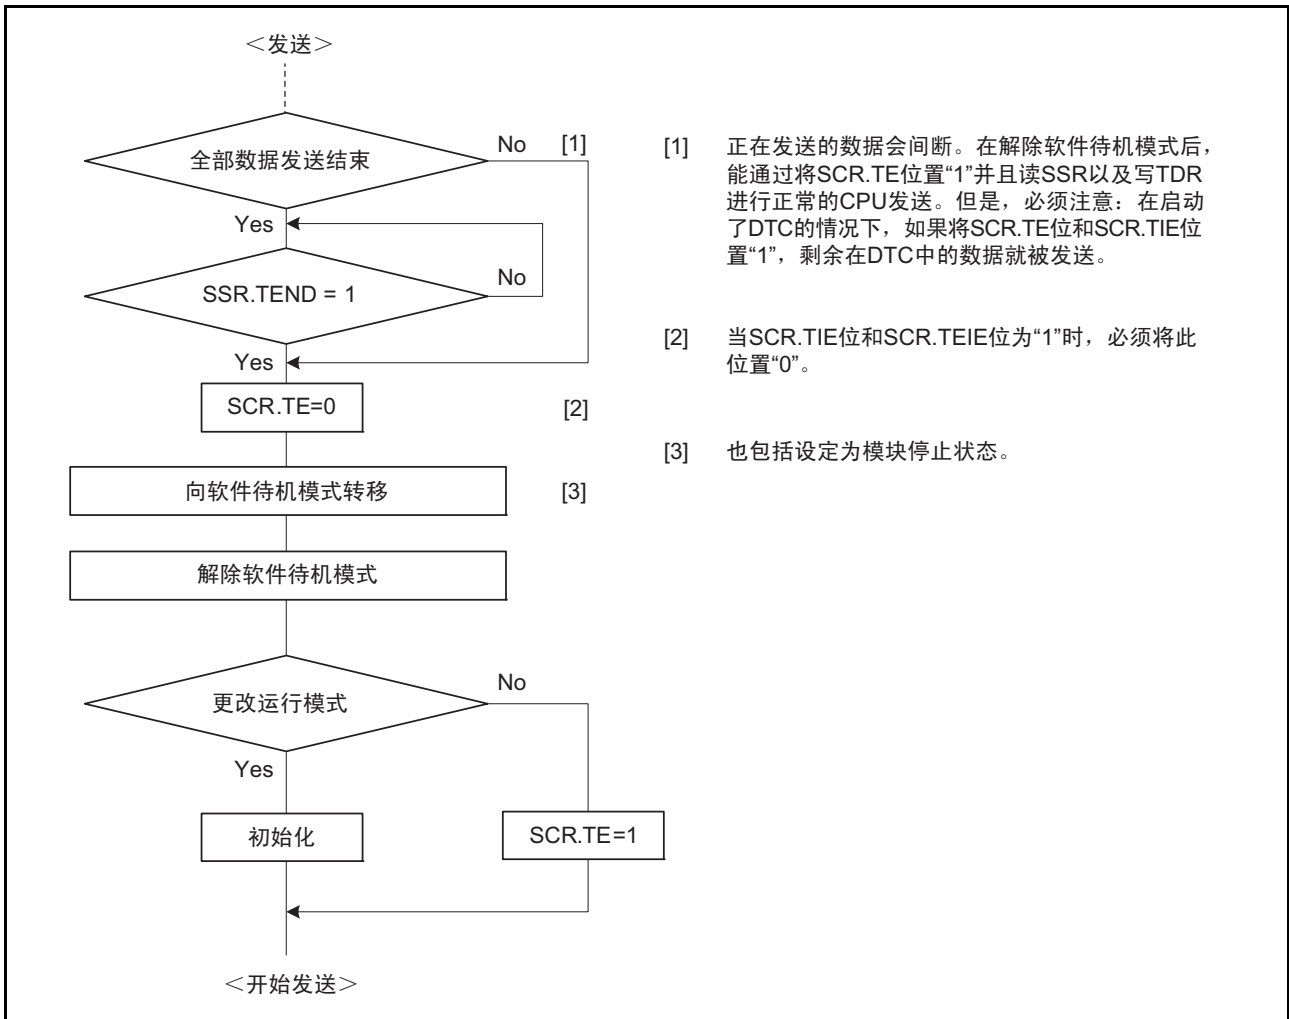 ＜发送＞
全部数据发送结束
No
[1]
Yes
SSR.TEND = 1
No
Yes
SCR.TE=0
[2]
向软件待机模式转移
[3]
解除软件待机模式
更改运行模式
No
Yes
初始化
SCR.TE=1
＜开始发送＞
[1] 正在发送的数据会间断。在解除软件待机模式后，
能通过将SCR.TE位置“1”并且读SSR以及写TDR
进行正常的CPU发送。但是，必须注意：在启动
了DTC的情况下，如果将SCR.TE位和SCR.TIE位
置“1”，剩余在DTC中的数据就被发送。
[2] 当SCR.TIE位和SCR.TEIE位为“1”时，必须将此
位置“0”。
[3] 也包括设定为模块停止状态。